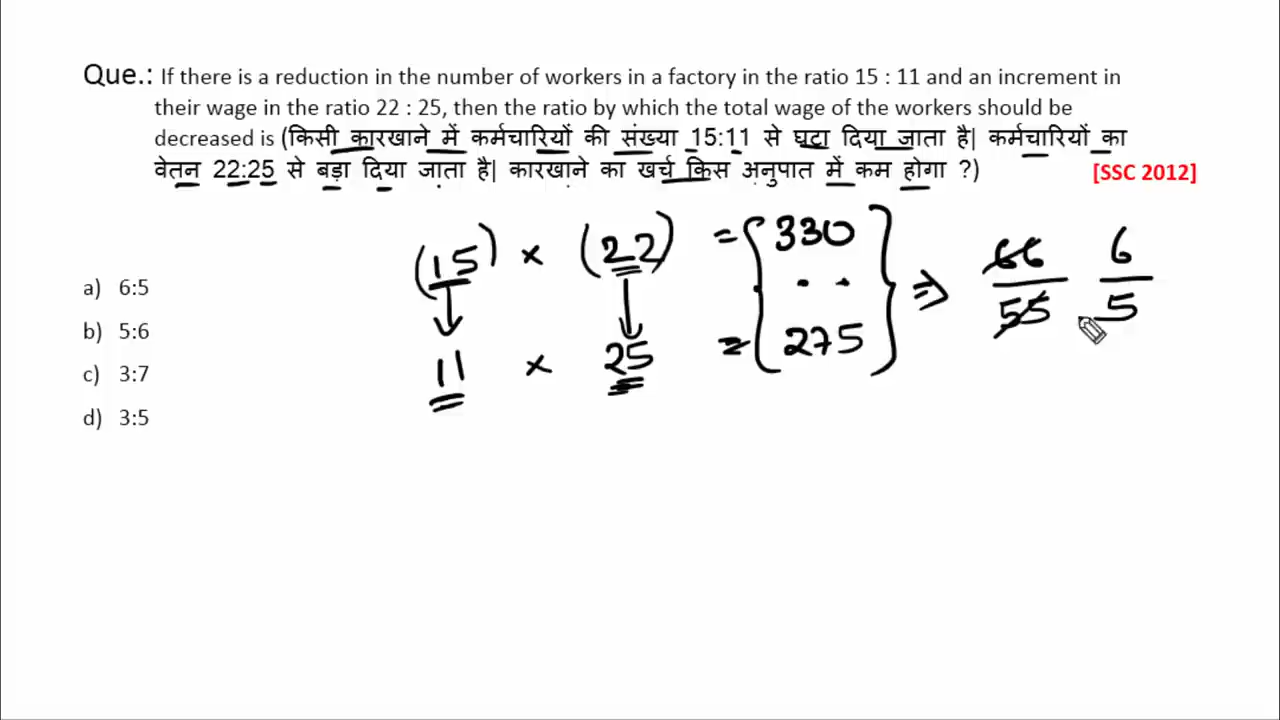 Que.: If there is a reduction in the number of workers in a factory in the ratio 15 : 11 and an increment in
their wage in the ratio 22 : 25, then the ratio by which the total wage of the workers should be
decreased is (किसी कारखाने में कर्मचारियों की संख्या 15:11 से घटा दिया जाता है| कर्मचारियों का
वेतन 22:25 से बड़ा दिया जाता है| कारखाने का खर्च किस अनुपात में कम होगा ?) [SSC 2012]
(15) × (22) = { 330 } ⇒ 66/55 6/5
11 × 25 = 275
a) 6:5
b) 5:6
c) 3:7
d) 3:5